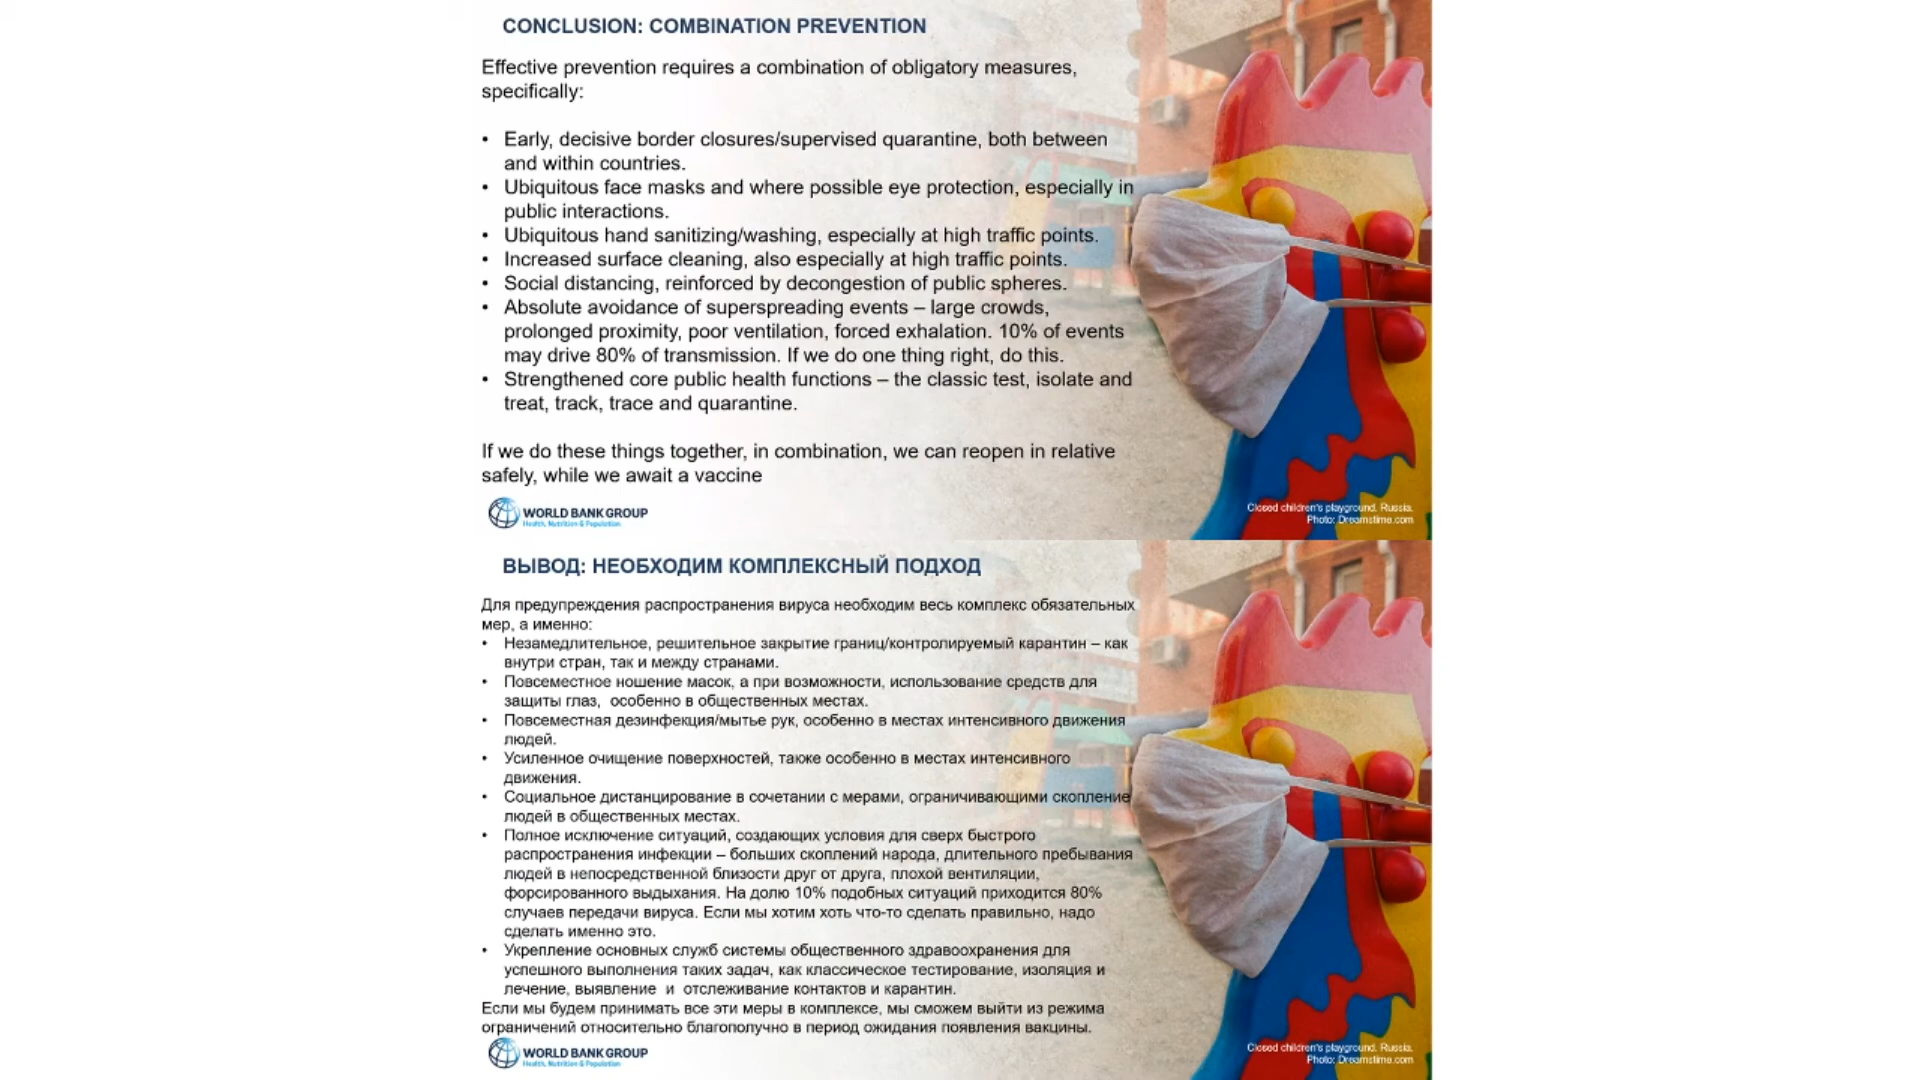 CONCLUSION: COMBINATION PREVENTION
Effective prevention requires a combination of obligatory measures,
specifically:
• Early, decisive border closures/supervised quarantine, both between
and within countries.
• Ubiquitous face masks and where possible eye protection, especially in
public interactions.
• Ubiquitous hand sanitizing/washing, especially at high traffic points.
• Increased surface cleaning, also especially at high traffic points.
• Social distancing, reinforced by decongestion of public spheres.
• Absolute avoidance of superspreading events – large crowds,
prolonged proximity, poor ventilation, forced exhalation. 10% of events
may drive 80% of transmission. If we do one thing right, do this.
• Strengthened core public health functions – the classic test, isolate and
treat, track, trace and quarantine.
If we do these things together, in combination, we can reopen in relative
safely, while we await a vaccine
WORLD BANK GROUP
Health, Nutrition & Population
Closed children's playground, Russia.
Photo: Dreamstime.com
ВЫВОД: НЕОБХОДИМ КОМПЛЕКСНЫЙ ПОДХОД
Для предупреждения распространения вируса необходим весь комплекс обязательных
мер, а именно:
• Незамедлительное, решительное закрытие границ/контролируемый карантин – как
внутри стран, так и между странами.
• Повсеместное ношение масок, а при возможности, использование средств для
защиты глаз, особенно в общественных местах.
• Повсеместная дезинфекция/мытье рук, особенно в местах интенсивного движения
людей.
• Усиленное очищение поверхностей, также особенно в местах интенсивного
движения.
• Социальное дистанцирование в сочетании с мерами, ограничивающими скопление
людей в общественных местах.
• Полное исключение ситуаций, создающих условия для сверх быстрого
распространения инфекции – больших скоплений народа, длительного пребывания
людей в непосредственной близости друг от друга, плохой вентиляции,
форсированного выдыхания. На долю 10% подобных ситуаций приходится 80%
случаев передачи вируса. Если мы хотим хоть что-то сделать правильно, надо
сделать именно это.
• Укрепление основных служб системы общественного здравоохранения для
успешного выполнения таких задач, как классическое тестирование, изоляция и
лечение, выявление и отслеживание контактов и карантин.
Если мы будем принимать все эти меры в комплексе, мы сможем выйти из режима
ограничений относительно благополучно в период ожидания появления вакцины.
WORLD BANK GROUP
Health, Nutrition & Population
Closed children's playground, Russia.
Photo: Dreamstime.com